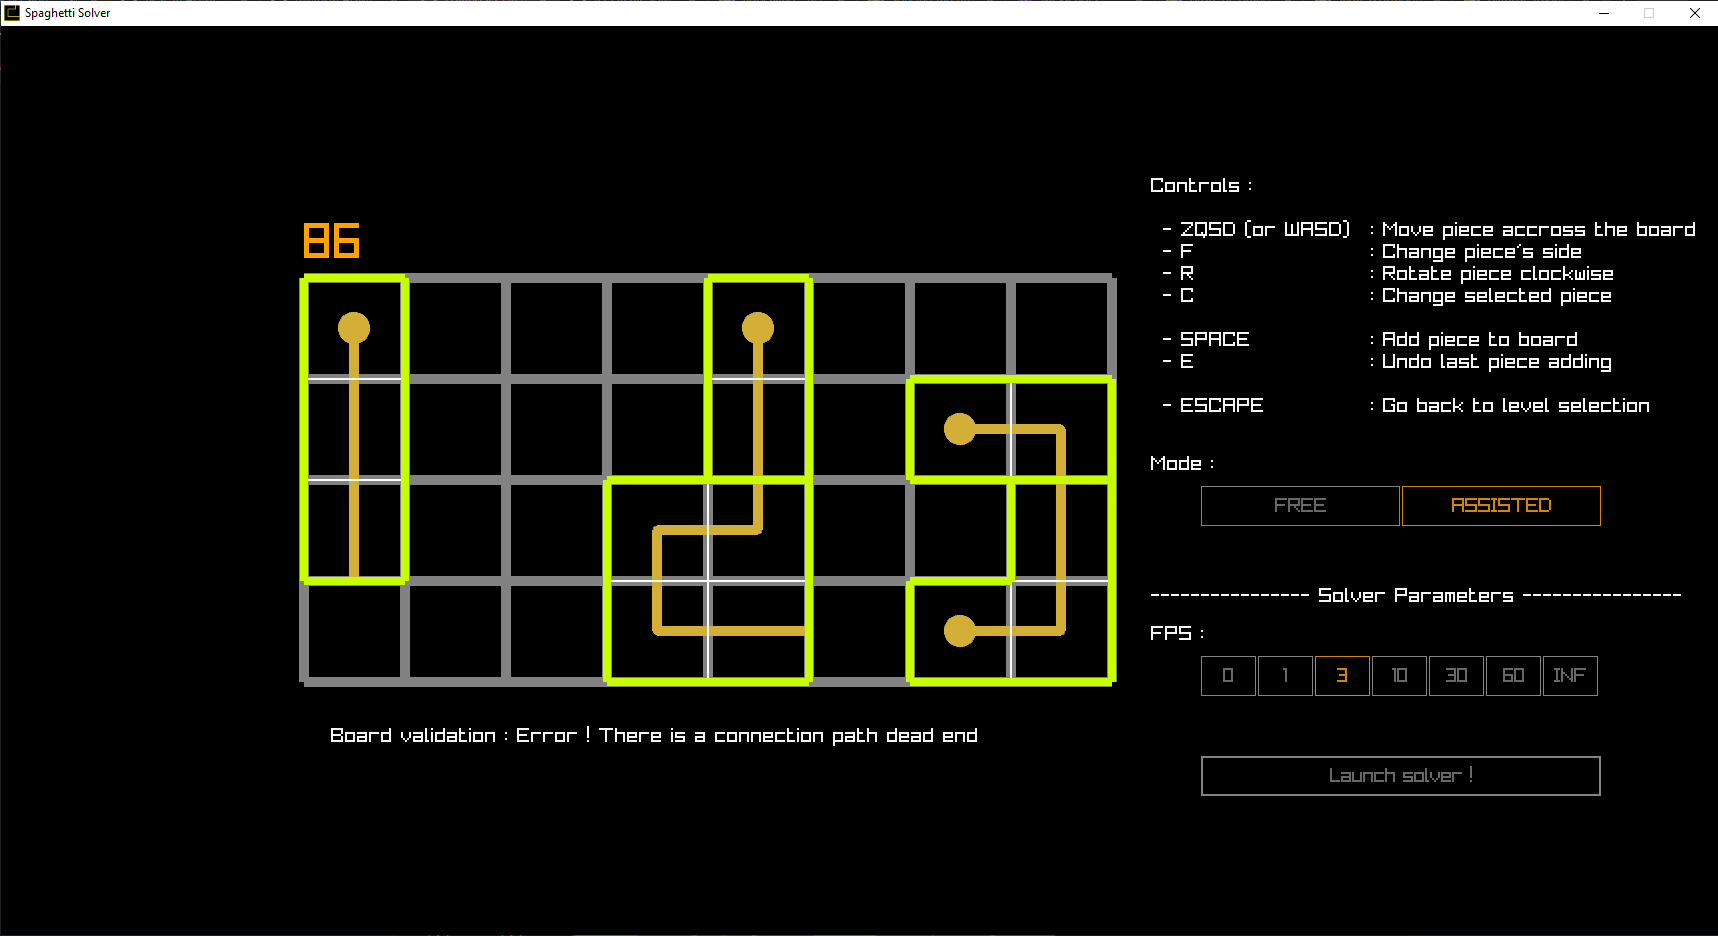 Spaghetti Solver
86
Controls :
- ZQSD (or WASD) : Move piece accross the board
- F : Change piece's side
- R : Rotate piece clockwise
- C : Change selected piece
- SPACE : Add piece to board
- E : Undo last piece adding
- ESCAPE : Go back to level selection
Mode :
FREE ASSISTED
---------------- Solver Parameters ----------------
FPS :
0 1 3 10 30 60 INF
Board validation : Error ! There is a connection path dead end
Launch solver !